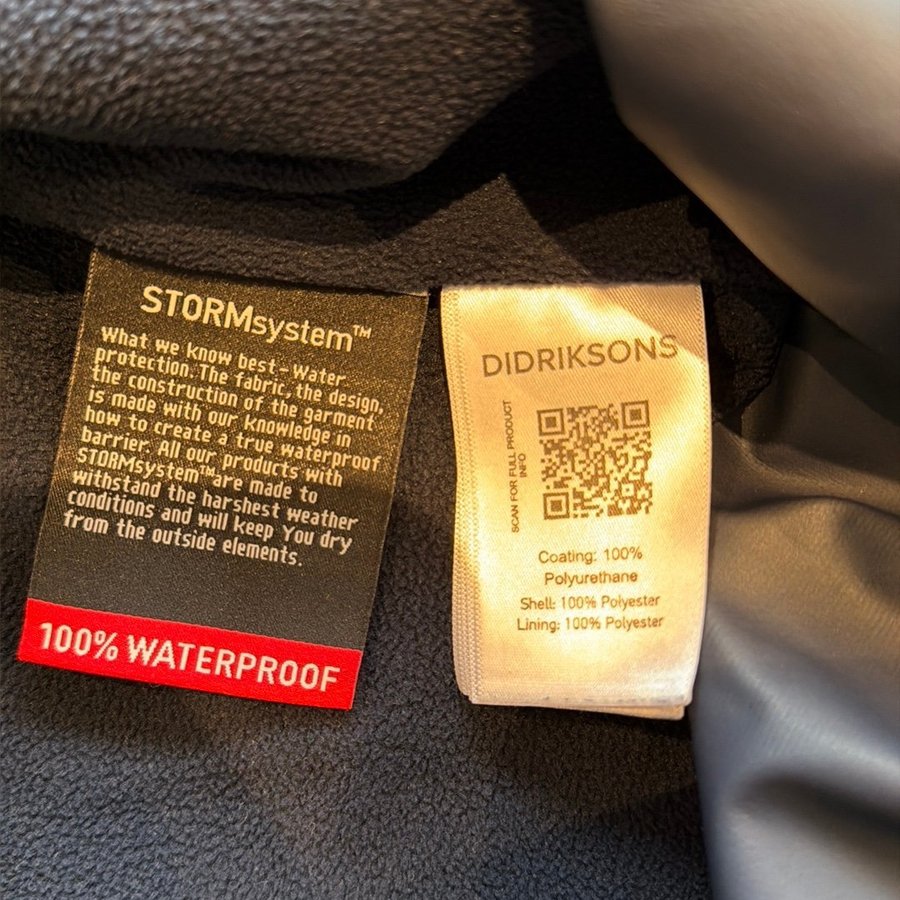 STORMsystem™
What we know best-Water
protection. The fabric, the design,
the construction of the garment
is made with our knowledge in
how to create a true waterproof
barrier. All our products with
STORMsystem™ are made to
withstand the harshest weather
conditions and will keep You dry
from the outside elements.
100% WATERPROOF
DIDRIKSONS
SCAN FOR FULL PRODUCT
INFO
Coating: 100%
Polyurethane
Shell: 100% Polyester
Lining: 100% Polyester